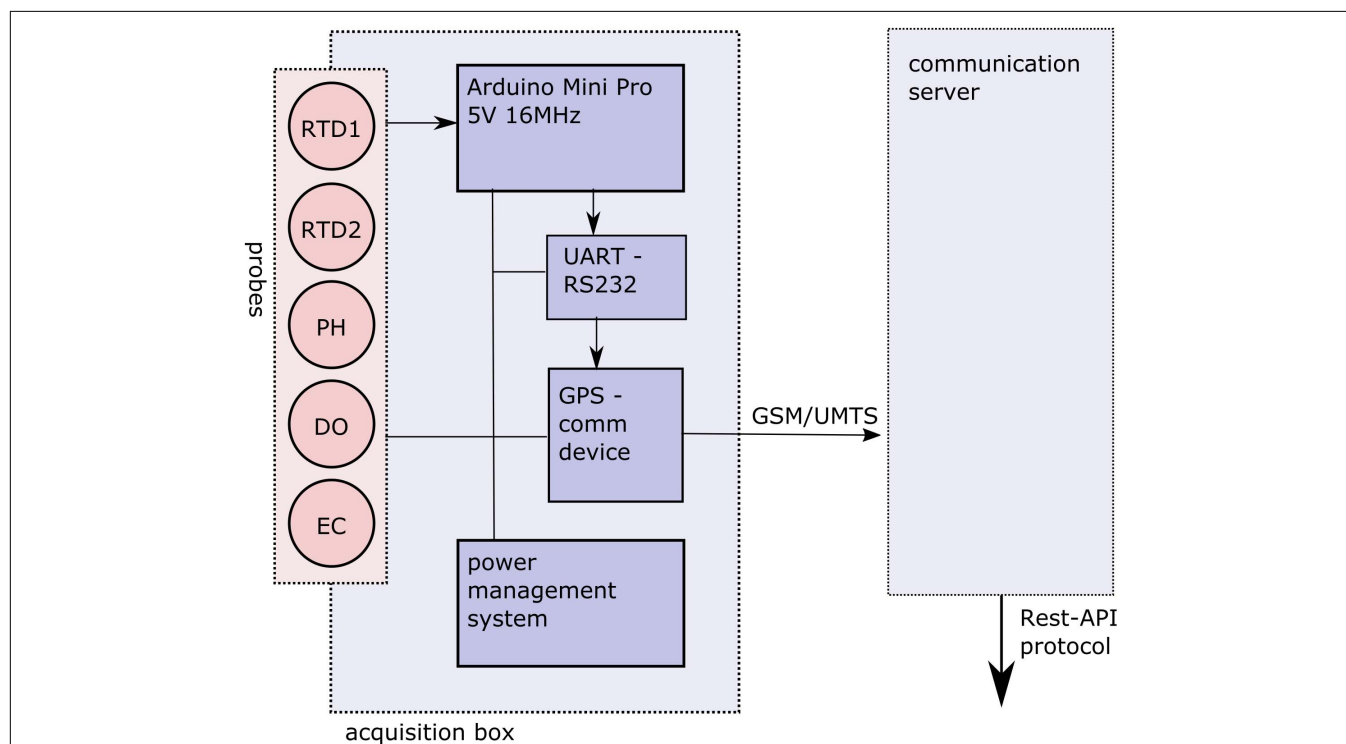 Arduino Mini Pro
5V 16MHz
communication
server
RTD1
RTD2
PH
DO
EC
probes
UART -
RS232
GPS -
comm
device
GSM/UMTS
power
management
system
Rest-API
protocol
acquisition box